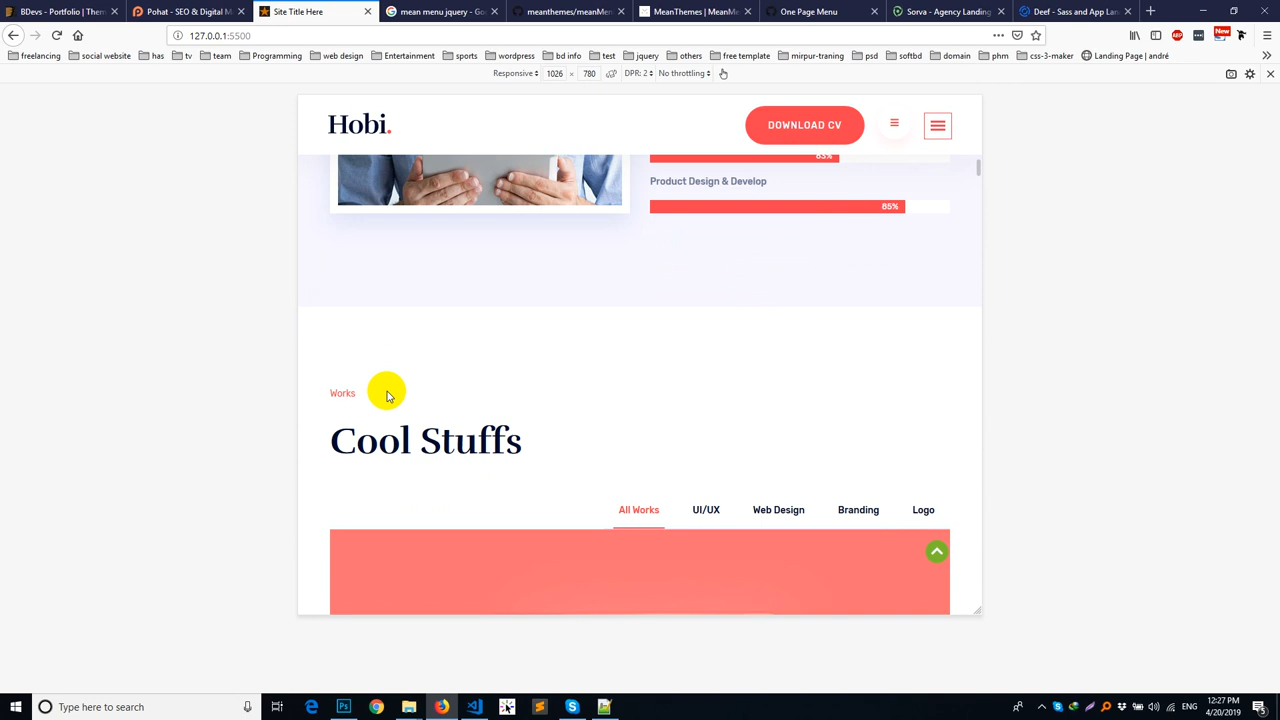 BDevs - Portfolio | Them
Pohat - SEO & Digital M
Site Title Here
mean menu jquery - Goo
meanthemes/meanMen
MeanThemes | MeanMe
One Page Menu
Sorva - Agency Landing
Deef - Sass and App Lan
127.0.0.1:5500
New
freelancing
social website
has
tv
team
Programming
web design
Entertainment
sports
wordpress
bd info
test
jquery
others
free template
mirpur-traning
psd
softbd
domain
phm
css-3-maker
Landing Page | andré
Responsive 1026 × 780 DPR: 2 No throttling
Hobi.
DOWNLOAD CV
83%
Product Design & Develop
85%
Works
Cool Stuffs
All Works UI/UX Web Design Branding Logo
Type here to search
ENG
12:27 PM
4/20/2019
5